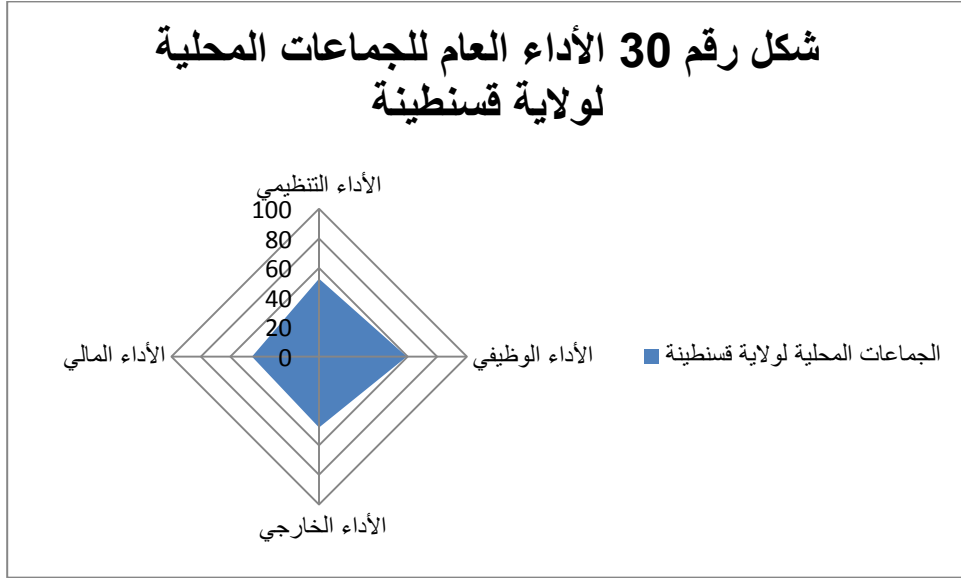 شكل رقم 30 الأداء العام للجماعات المحلية
لولاية قسنطينة
الأداء التنظيمي
100
80
60
40
20
0
الأداء الوظيفي
الأداء المالي
الأداء الخارجي
الجماعات المحلية لولاية قسنطينة